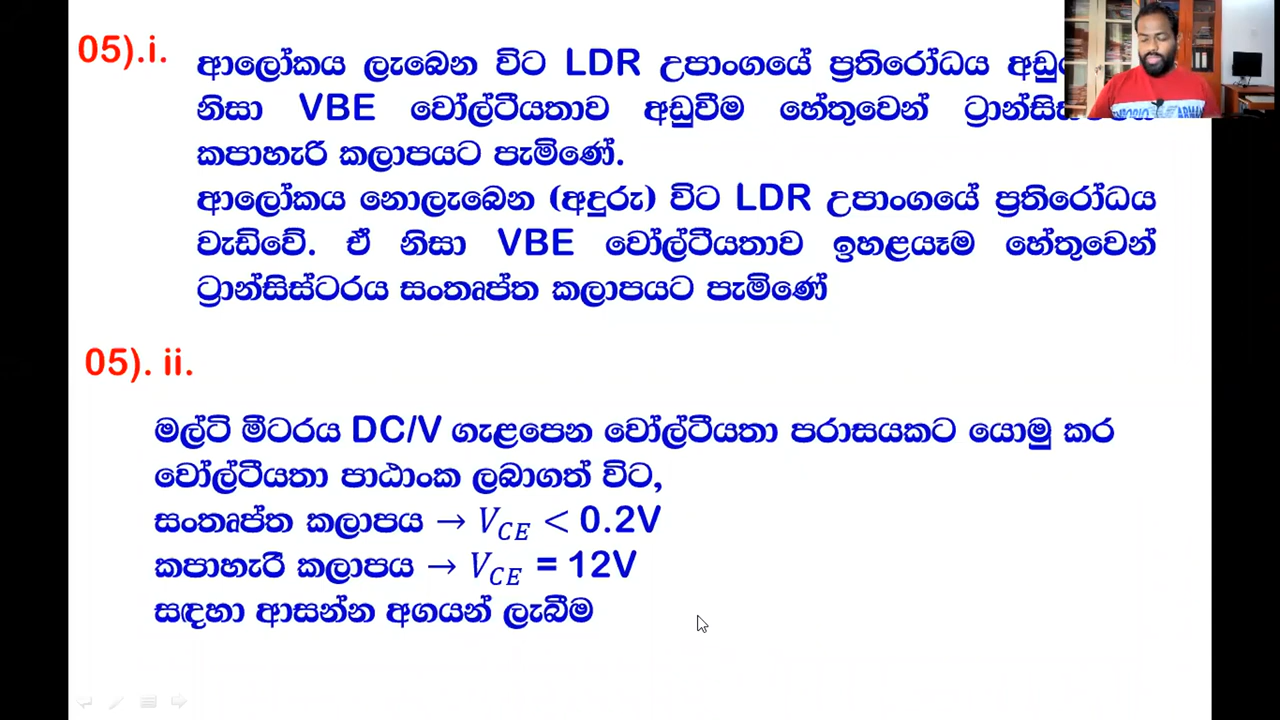 05).i.
ආලෝකය ලැබෙන විට LDR උපාංගයේ ප්‍රතිරෝධය
නිසා VBE වෝල්ටීයතාව අඩුවීම හේතුවෙන්
කපාහැරි කලාපයට පැමිණේ.
ආලෝකය නොලැබෙන (අදුරු) විට LDR උපාංගයේ ප්‍රතිරෝධය
වැඩිවේ. ඒ නිසා VBE වෝල්ටීයතාව ඉහළයෑම හේතුවෙන්
ට්‍රාන්සිස්ටරය සංතෘප්ත කලාපයට පැමිණේ
05). ii.
මල්ටි මීටරය DC/V ගැළපෙන වෝල්ටීයතා පරාසයකට යොමු කර
වෝල්ටීයතා පාඨාංක ලබාගත් විට,
සංතෘප්ත කලාපය → V_CE < 0.2V
කපාහැරී කලාපය → V_CE = 12V
සඳහා ආසන්න අගයන් ලැබීම